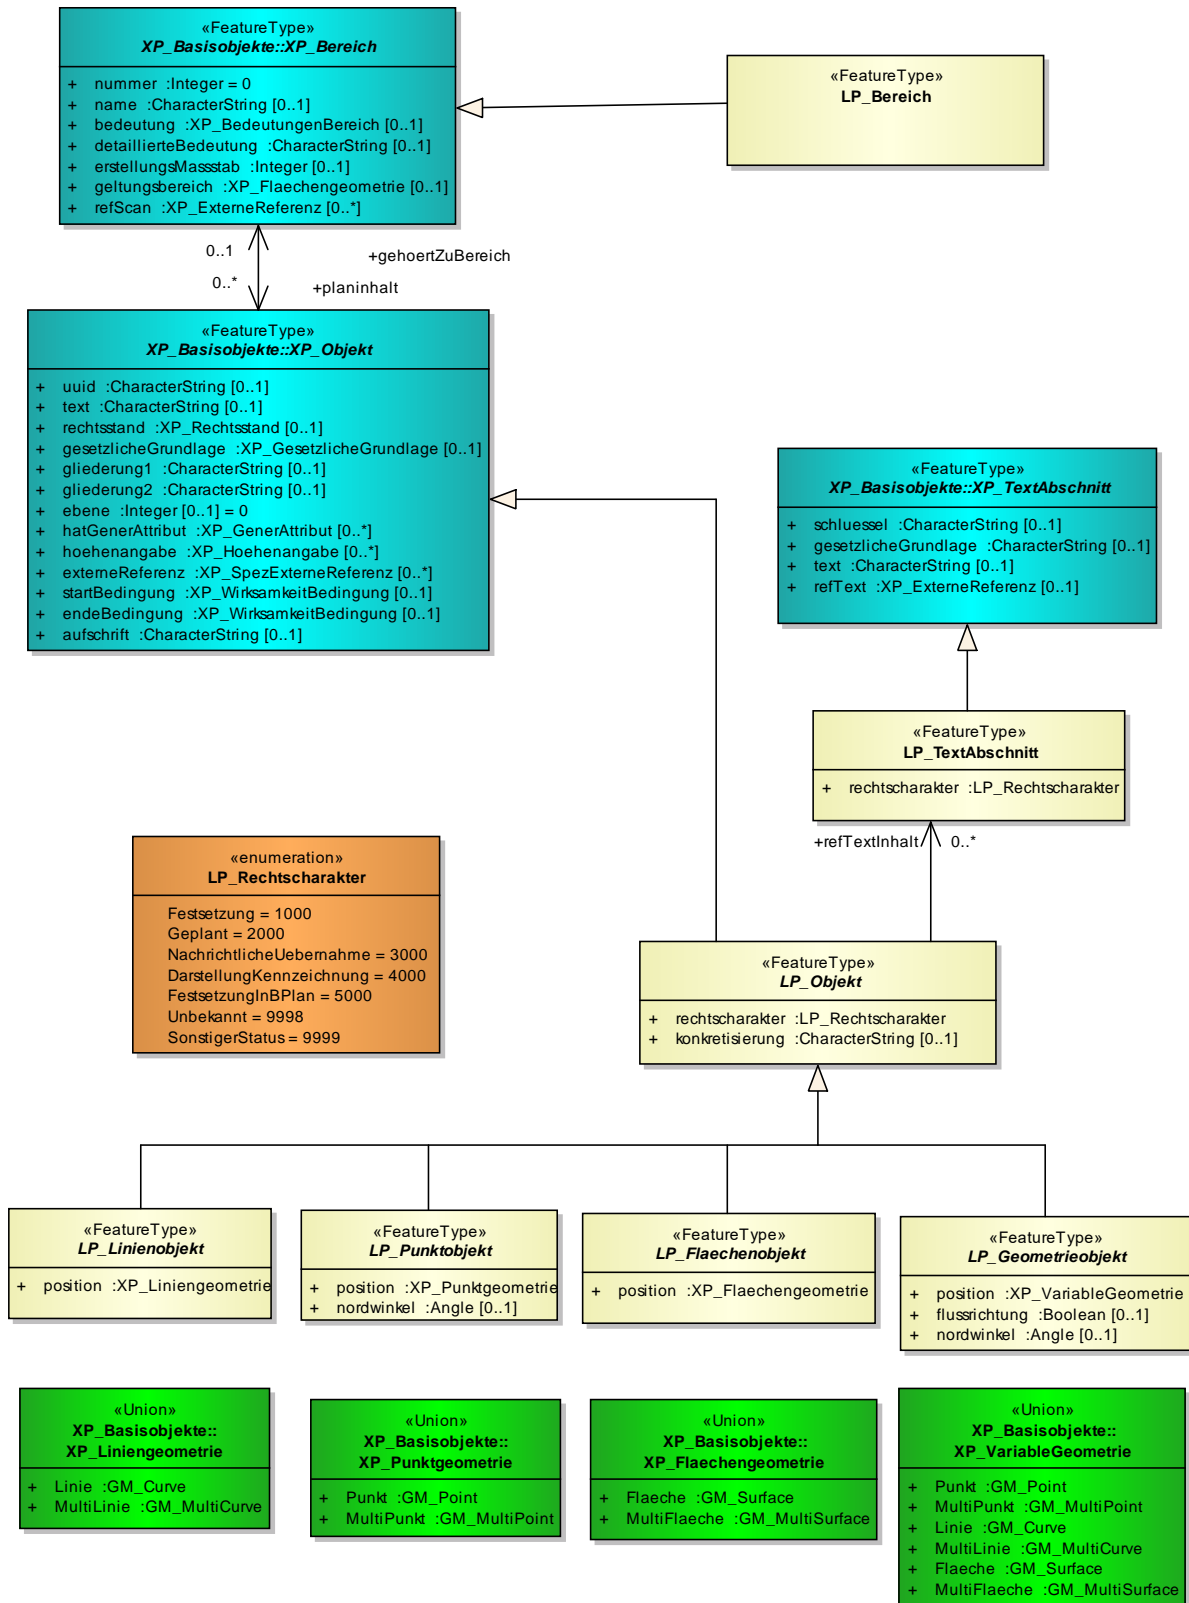 «FeatureType»
XP_Basisobjekte::XP_Bereich
+ nummer :Integer = 0
+ name :CharacterString [0..1]
+ bedeutung :XP_BedeutungenBereich [0..1]
+ detaillierteBedeutung :CharacterString [0..1]
+ erstellungsMassstab :Integer [0..1]
+ geltungsbereich :XP_Flaechengeometrie [0..1]
+ refScan :XP_ExterneReferenz [0..*]
«FeatureType»
LP_Bereich
0..1
+gehoertZuBereich
0..*
+planinhalt
«FeatureType»
XP_Basisobjekte::XP_Objekt
+ uuid :CharacterString [0..1]
+ text :CharacterString [0..1]
+ rechtsstand :XP_Rechtsstand [0..1]
+ gesetzlicheGrundlage :XP_GesetzlicheGrundlage [0..1]
+ gliederung1 :CharacterString [0..1]
+ gliederung2 :CharacterString [0..1]
+ ebene :Integer [0..1] = 0
+ hatGenerAttribut :XP_GenerAttribut [0..*]
+ hoehenangabe :XP_Hoehenangabe [0..*]
+ externeReferenz :XP_SpezExterneReferenz [0..*]
+ startBedingung :XP_WirksamkeitBedingung [0..1]
+ endeBedingung :XP_WirksamkeitBedingung [0..1]
+ aufschrift :CharacterString [0..1]
«FeatureType»
XP_Basisobjekte::XP_TextAbschnitt
+ schluessel :CharacterString [0..1]
+ gesetzlicheGrundlage :CharacterString [0..1]
+ text :CharacterString [0..1]
+ refText :XP_ExterneReferenz [0..1]
«FeatureType»
LP_TextAbschnitt
+ rechtscharakter :LP_Rechtscharakter
+refTextInhalt 0..*
«enumeration»
LP_Rechtscharakter
Festsetzung = 1000
Geplant = 2000
NachrichtlicheUebernahme = 3000
DarstellungKennzeichnung = 4000
FestsetzungInBPlan = 5000
Unbekannt = 9998
SonstigerStatus = 9999
«FeatureType»
LP_Objekt
+ rechtscharakter :LP_Rechtscharakter
+ konkretisierung :CharacterString [0..1]
«FeatureType»
LP_Linienobjekt
+ position :XP_Liniengeometrie
«FeatureType»
LP_Punktobjekt
+ position :XP_Punktgeometrie
+ nordwinkel :Angle [0..1]
«FeatureType»
LP_Flaechenobjekt
+ position :XP_Flaechengeometrie
«FeatureType»
LP_Geometrieobjekt
+ position :XP_VariableGeometrie
+ flussrichtung :Boolean [0..1]
+ nordwinkel :Angle [0..1]
«Union»
XP_Basisobjekte::
XP_Liniengeometrie
+ Linie :GM_Curve
+ MultiLinie :GM_MultiCurve
«Union»
XP_Basisobjekte::
XP_Punktgeometrie
+ Punkt :GM_Point
+ MultiPunkt :GM_MultiPoint
«Union»
XP_Basisobjekte::
XP_Flaechengeometrie
+ Flaeche :GM_Surface
+ MultiFlaeche :GM_MultiSurface
«Union»
XP_Basisobjekte::
XP_VariableGeometrie
+ Punkt :GM_Point
+ MultiPunkt :GM_MultiPoint
+ Linie :GM_Curve
+ MultiLinie :GM_MultiCurve
+ Flaeche :GM_Surface
+ MultiFlaeche :GM_MultiSurface